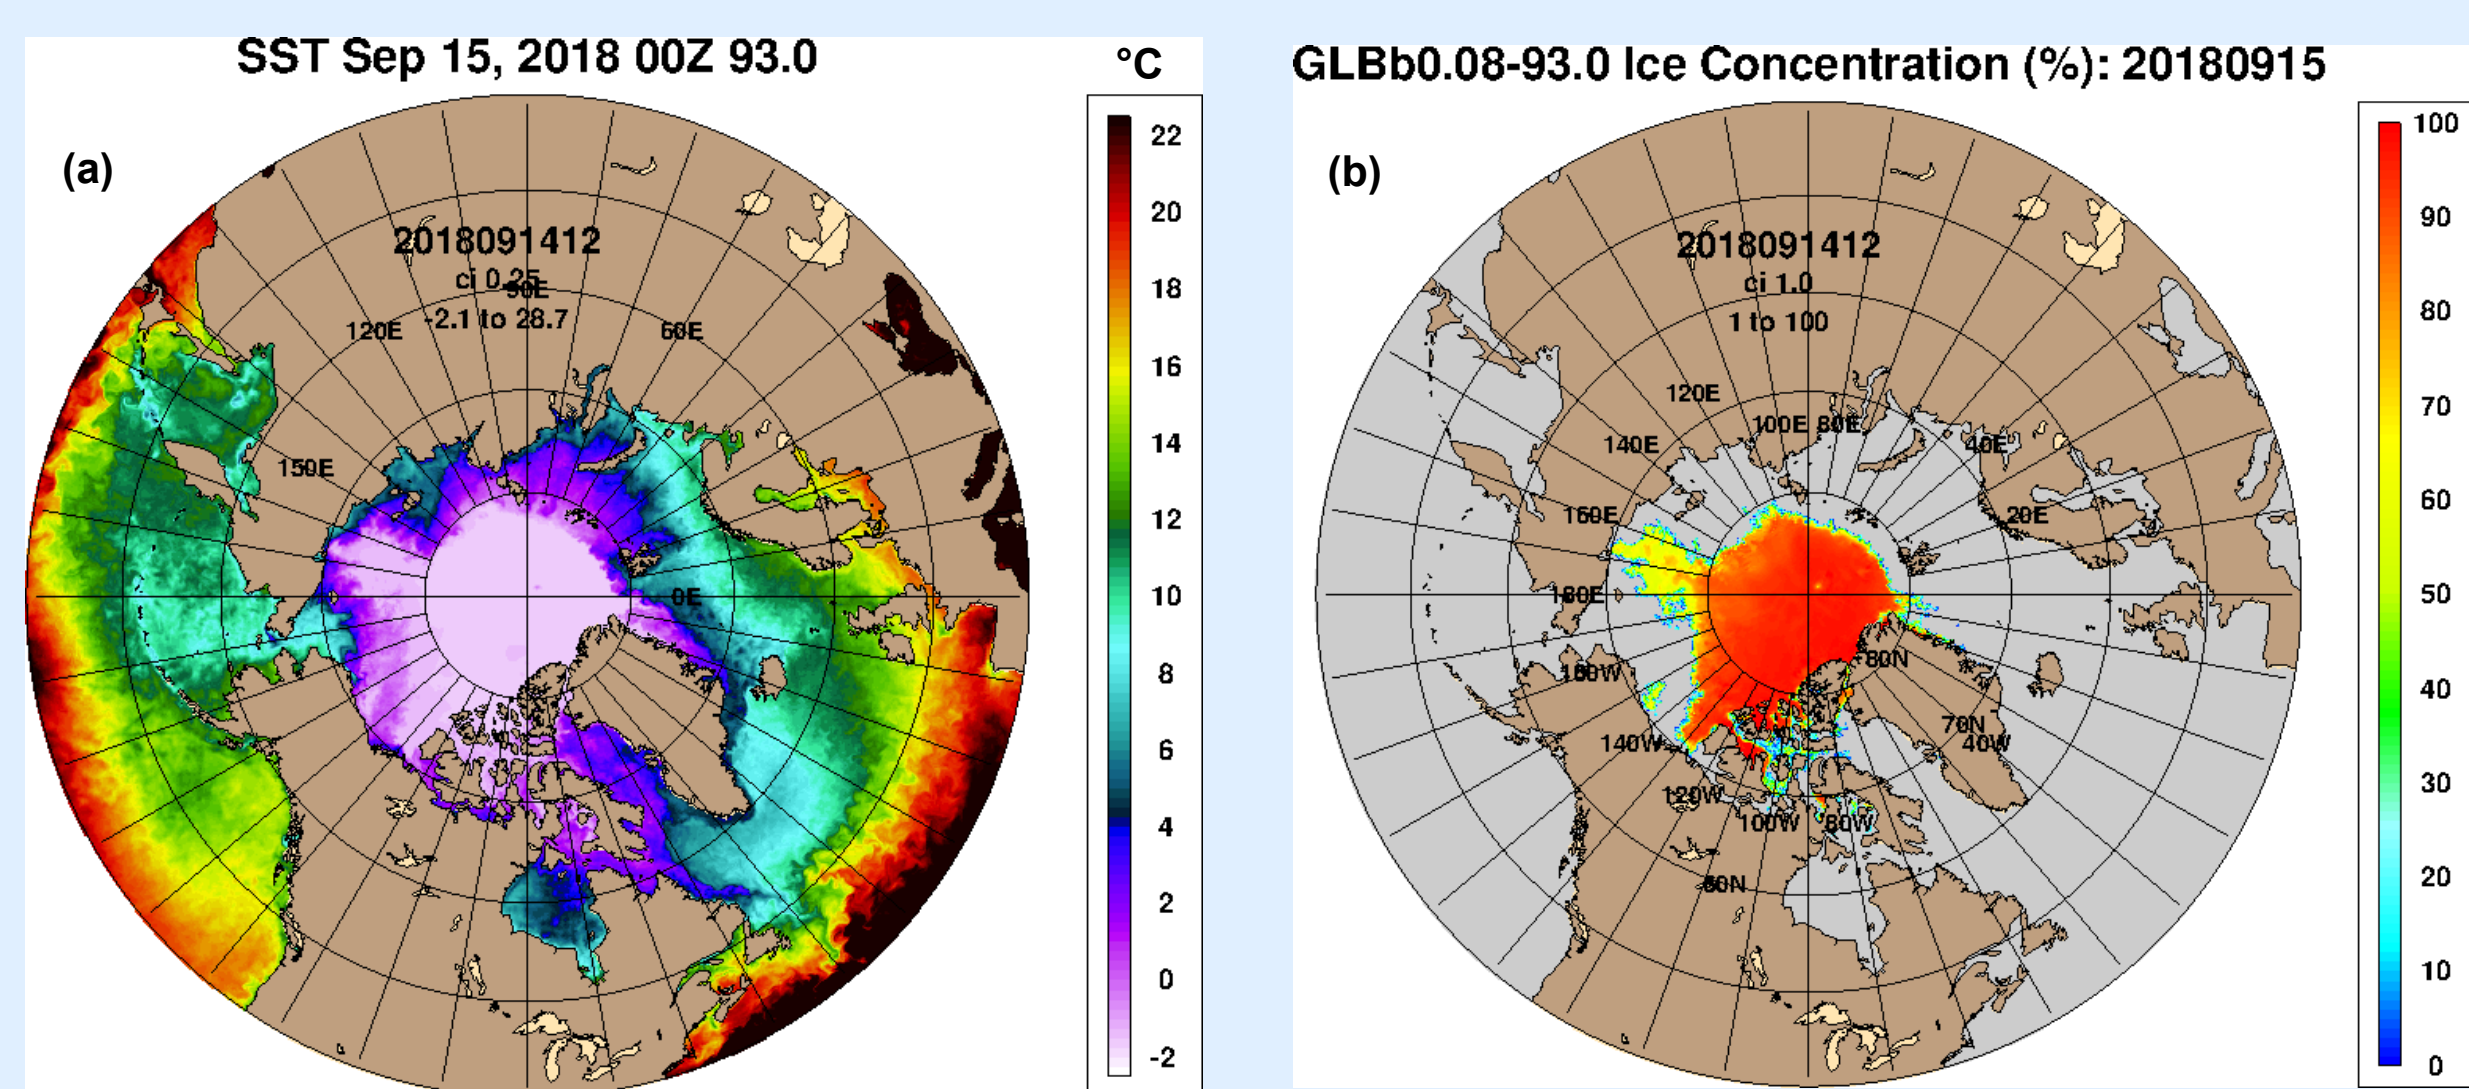 SST Sep 15, 2018 00Z 93.0
°C
(a)
2018091412
ci 0.25
90E
-2.1 to 28.7
120E
60E
150E
0E
22
20
18
16
14
12
10
8
6
4
2
0
-2
GLBb0.08-93.0 Ice Concentration (%): 20180915
(b)
2018091412
ci 1.0
1 to 100
120E
100E
80E
140E
40E
160E
20E
180E
160W
80N
140W
70N
40W
120W
100W
80W
60N
100
90
80
70
60
50
40
30
20
10
0